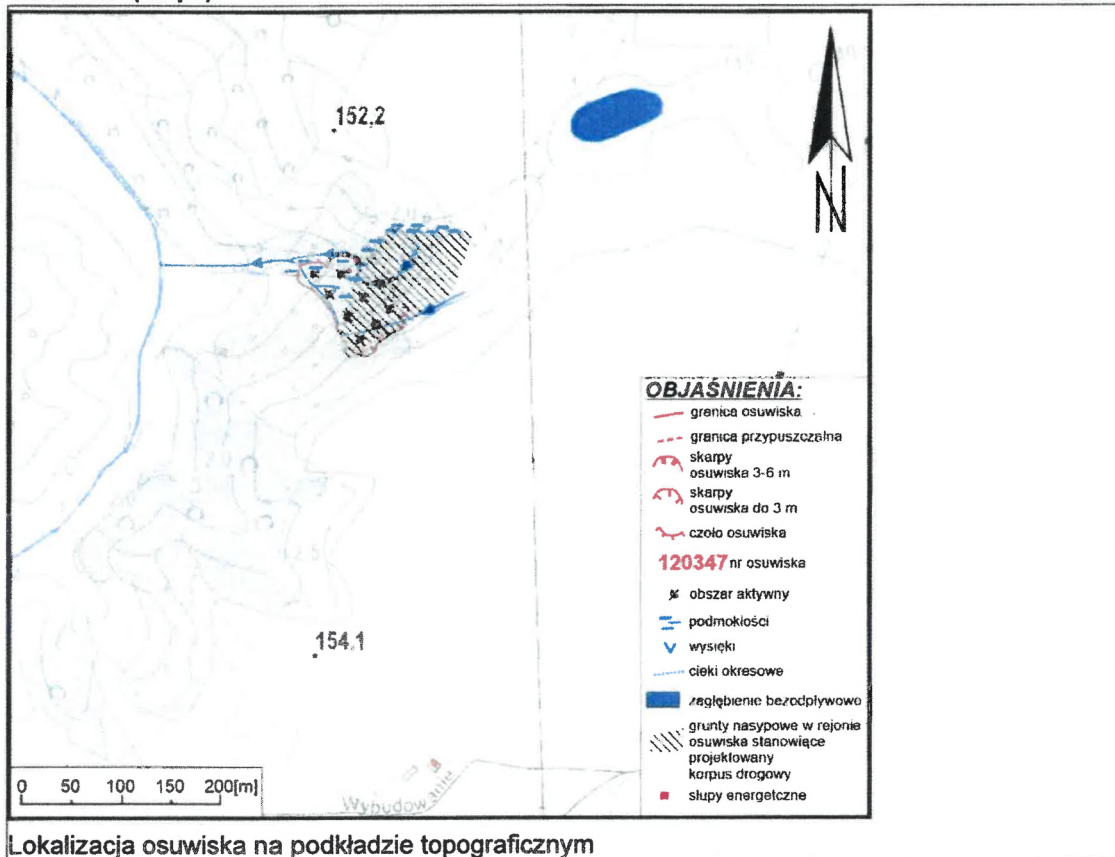 152,2
N
OBJAŚNIENIA:
granica osuwiska
granica przypuszczalna
skarpy
osuwiska 3-6 m
skarpy
osuwiska do 3 m
czoło osuwiska
120347 nr osuwiska
obszar aktywny
podmokłości
wysięki
cieki okresowe
zagłębienie bezodpływowe
grunty nasypowe w rejonie
osuwiska stanowiące
projektowany
korpus drogowy
słupy energetczne
154,1
0 50 100 150 200[m]
Wybudowanie
Lokalizacja osuwiska na podkładzie topograficznym